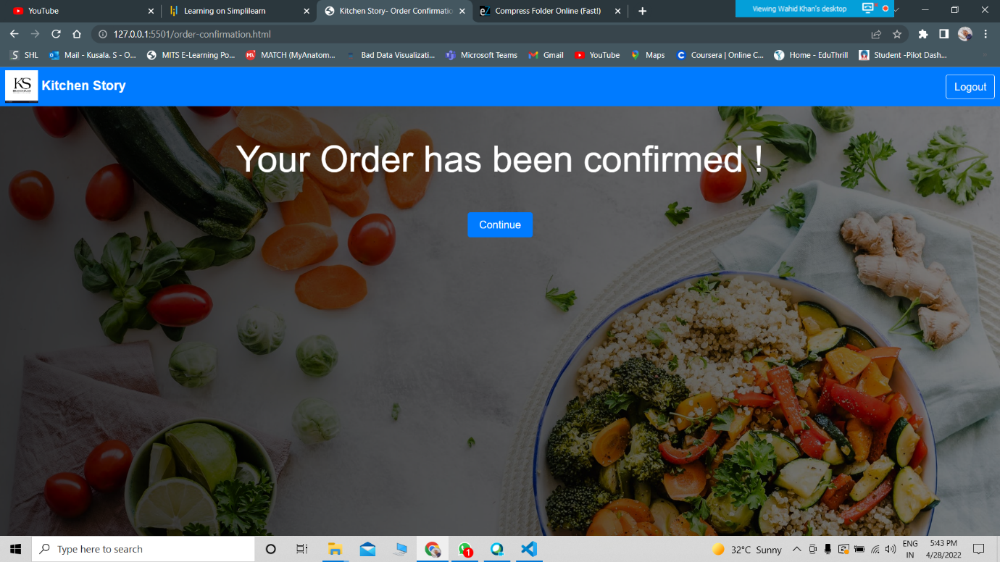 YouTube
Learning on Simplilearn
Kitchen Story- Order Confirmatio
Compress Folder Online (Fast!)
Viewing Wahid Khan's desktop
127.0.0.1:5501/order-confirmation.html
SHL
Mail - Kusala. S - O...
MITS E-Learning Po...
MATCH (MyAnatom...
Bad Data Visualizati...
Microsoft Teams
Gmail
YouTube
Maps
Coursera | Online C...
Home - EduThrill
Student -Pilot Dash...
KS
Kitchen Story
Logout
Your Order has been confirmed !
Continue
Type here to search
1
32°C Sunny
ENG
IN
5:43 PM
4/28/2022